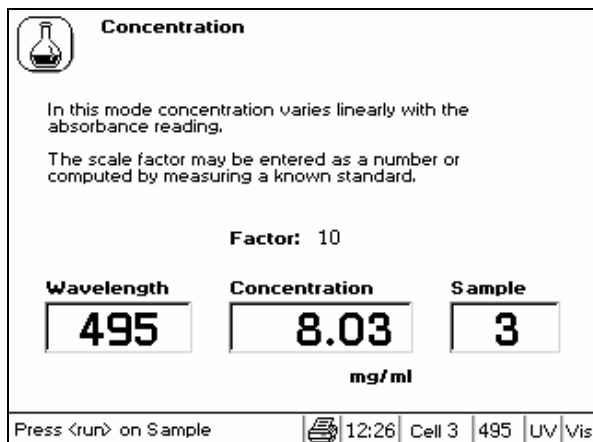 Concentration
In this mode concentration varies linearly with the
absorbance reading.
The scale factor may be entered as a number or
computed by measuring a known standard.
Factor: 10
Wavelength Concentration Sample
495 8.03 3
mg/ml
Press <run> on Sample 12:26 Cell 3 495 UV Vis